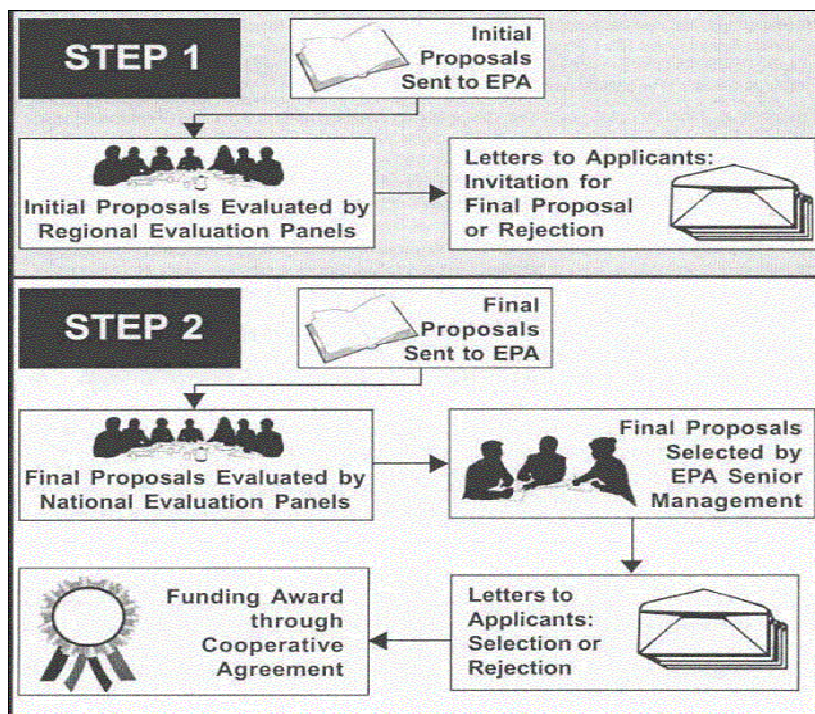 STEP 1
Initial
Proposals
Sent to EPA
Initial Proposals Evaluated by
Regional Evaluation Panels
Letters to Applicants:
Invitation for
Final Proposal
or Rejection
STEP 2
Final
Proposals
Sent to EPA
Final Proposals Evaluated by
National Evaluation Panels
Final Proposals
Selected by
EPA Senior
Management
Letters to
Applicants:
Selection or
Rejection
Funding Award
through
Cooperative
Agreement